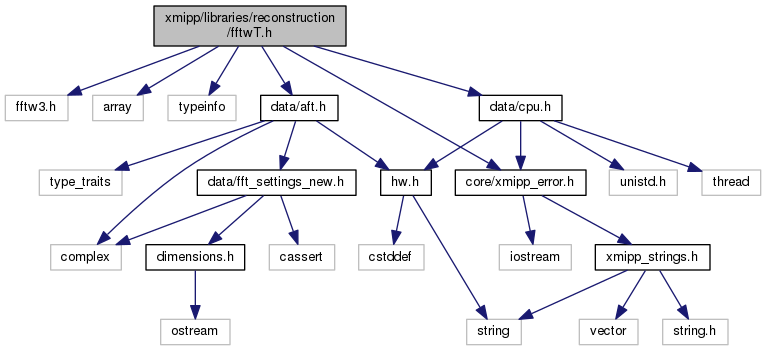 xmipp/libraries/reconstruction
/fftwT.h
fftw3.h
array
typeinfo
data/aft.h
data/cpu.h
type_traits
data/fft_settings_new.h
hw.h
core/xmipp_error.h
unistd.h
thread
complex
dimensions.h
cassert
cstddef
iostream
xmipp_strings.h
ostream
string
vector
string.h